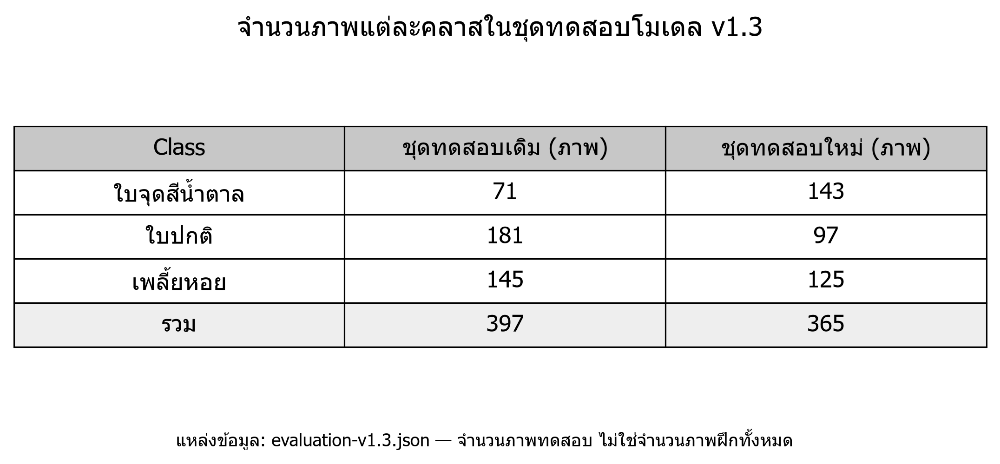 จำนวนภาพแต่ละคลาสในชุดทดสอบโมเดล v1.3
Class ชุดทดสอบเดิม (ภาพ) ชุดทดสอบใหม่ (ภาพ)
ใบจุดสีน้ำตาล 71 143
ใบปกติ 181 97
เพลี้ยหอย 145 125
รวม 397 365
แหล่งข้อมูล: evaluation-v1.3.json — จำนวนภาพทดสอบ ไม่ใช่จำนวนภาพฝึกทั้งหมด